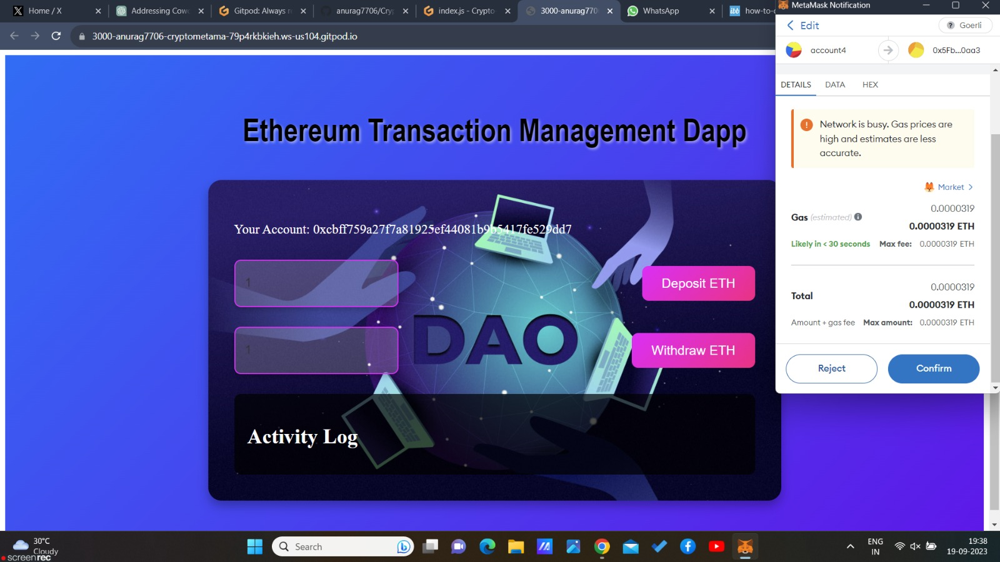 Home / X
Addressing Cow
Gitpod: Always r
anurag7706/Cryp
index.js - Crypto
3000-anurag770
WhatsApp
ibb
how-to-c
3000-anurag7706-cryptometama-79p4rkbkieh.ws-us104.gitpod.io
Ethereum Transaction Management Dapp
Your Account: 0xcbff759a27f7a81925ef44081b9b5417fe529dd7
1
Deposit ETH
1
Withdraw ETH
DAO
Activity Log
MetaMask Notification
Edit
Goerli
account4
0x5Fb...0aa3
DETAILS DATA HEX
Network is busy. Gas prices are
high and estimates are less
accurate.
Market
0.0000319
Gas (estimated)
0.0000319 ETH
Likely in < 30 seconds Max fee: 0.0000319 ETH
0.0000319
Total
0.0000319 ETH
Amount + gas fee Max amount: 0.0000319 ETH
Reject
Confirm
30°C
Cloudy
screenrec
Search
ENG
IN
19:38
19-09-2023